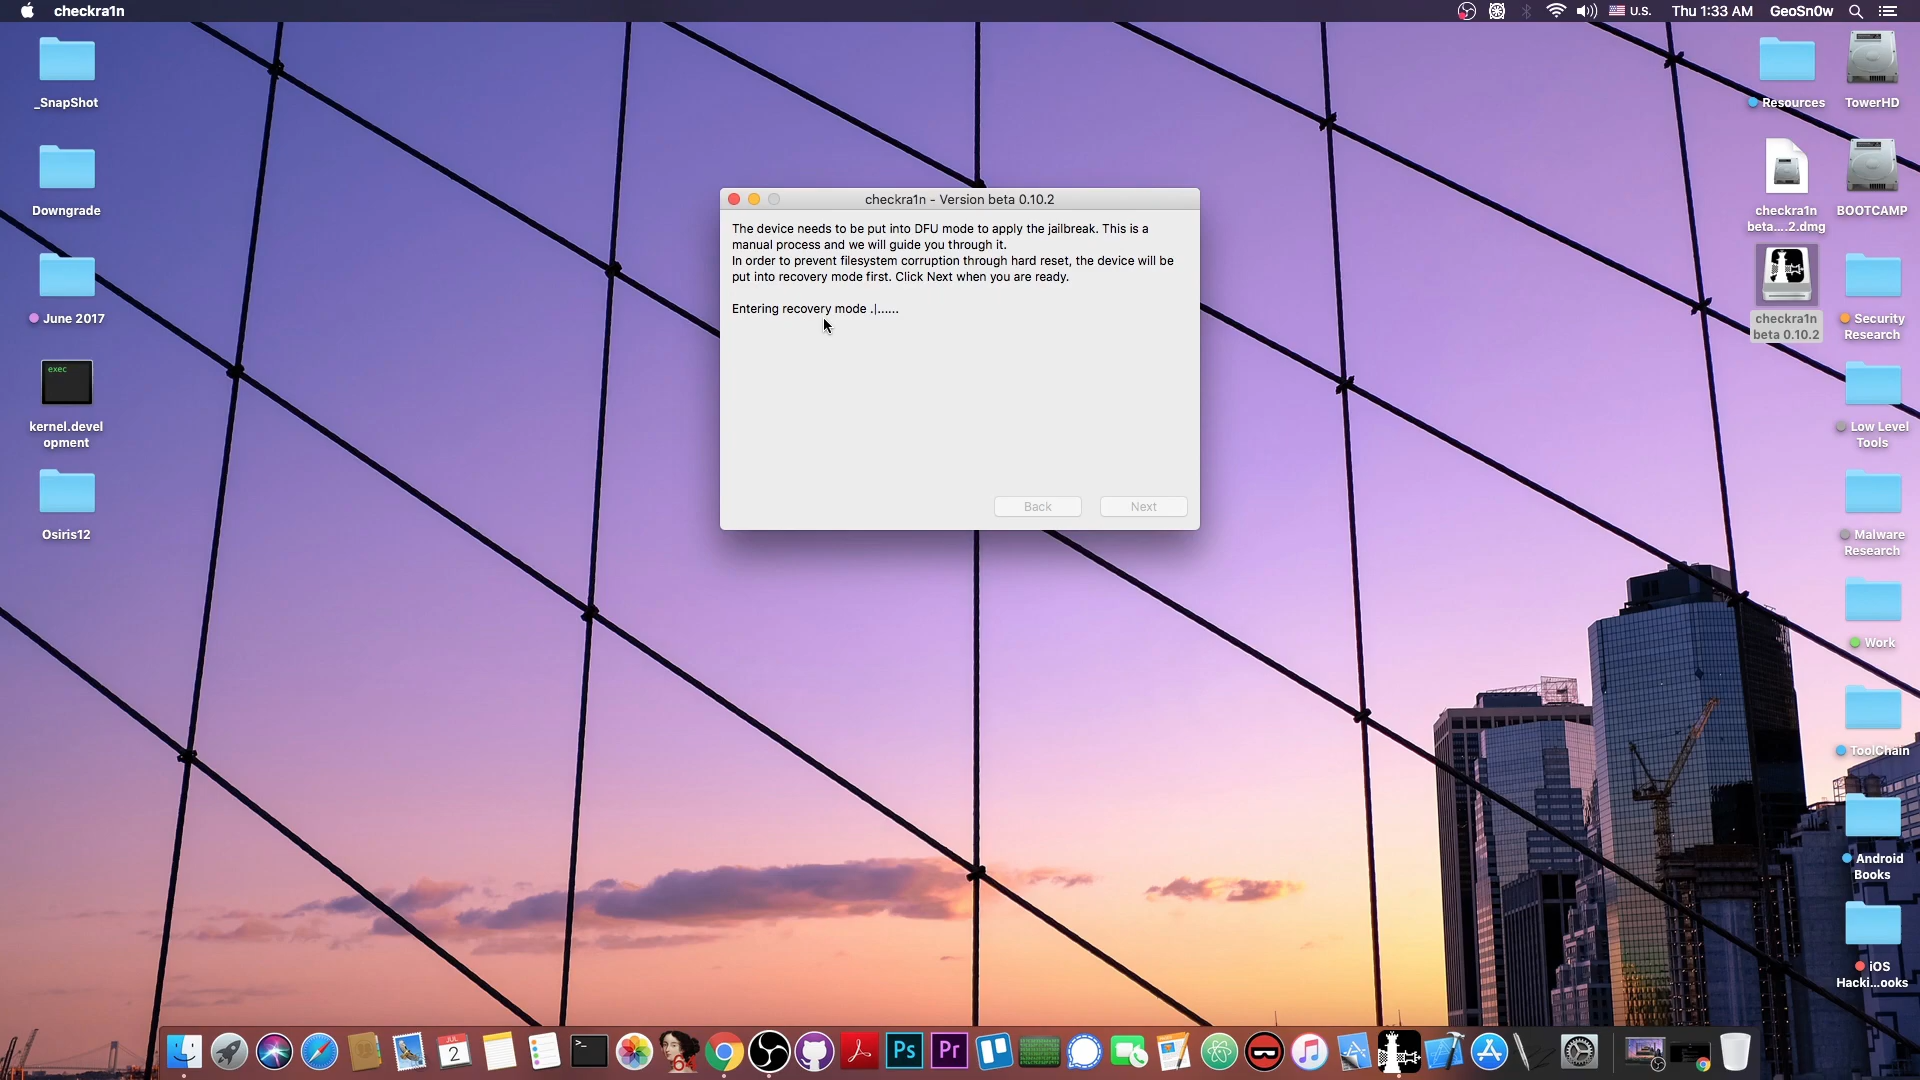 checkra1n
U.S.
Thu 1:33 AM
GeoSn0w
_SnapShot
Downgrade
June 2017
exec
kernel.devel
opment
Osiris12
checkra1n - Version beta 0.10.2
The device needs to be put into DFU mode to apply the jailbreak. This is a
manual process and we will guide you through it.
In order to prevent filesystem corruption through hard reset, the device will be
put into recovery mode first. Click Next when you are ready.
Entering recovery mode .|......
Back
Next
Resources
TowerHD
checkra1n
beta....2.dmg
BOOTCAMP
checkra1n
beta 0.10.2
Security
Research
Low Level
Tools
Malware
Research
Work
ToolChain
Android
Books
iOS
Hacki...ooks
JUL
2
>_
64
Ps
Pr